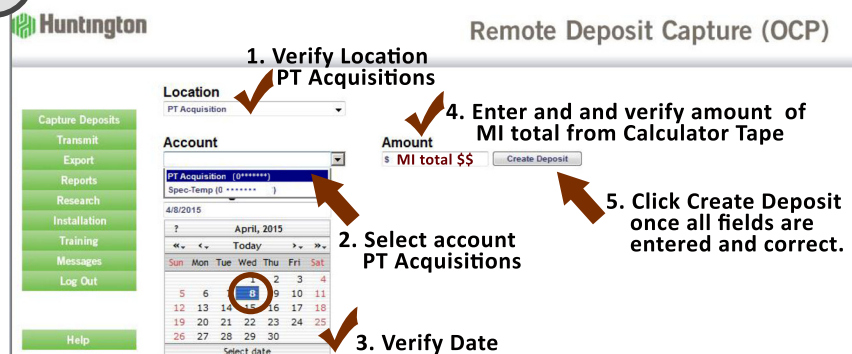 Huntington
Remote Deposit Capture (OCP)
1. Verify Location
PT Acquisitions
Location
PT Acquisition
4. Enter and and verify amount of
MI total from Calculator Tape
Capture Deposits
Transmit
Export
Reports
Research
Installation
Training
Messages
Log Out
Help
Account
PT Acquisition (0*******)
Spec-Temp (0 ******* )
Amount
$ MI total $$
Create Deposit
5. Click Create Deposit
once all fields are
entered and correct.
2. Select account
PT Acquisitions
4/8/2015
? April, 2015
« ‹ Today › »
Sun Mon Tue Wed Thu Fri Sat
1 2 3 4
5 6 7 8 9 10 11
12 13 14 15 16 17 18
19 20 21 22 23 24 25
26 27 28 29 30
Select date
3. Verify Date